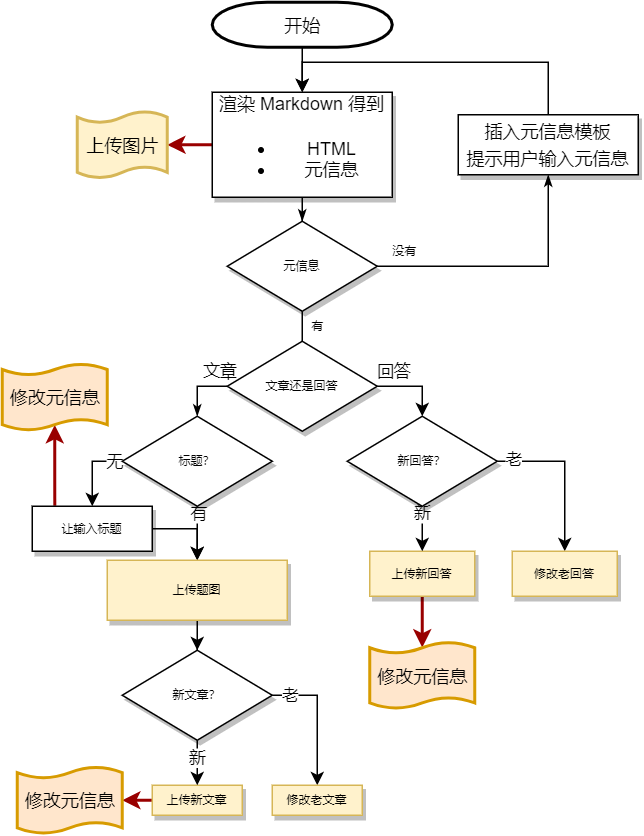 开始
渲染 Markdown 得到
HTML
元信息
上传图片
插入元信息模板
提示用户输入元信息
元信息
没有
有
文章还是回答
文章
回答
修改元信息
标题?
无
新回答?
老
让输入标题
有
新
上传题图
上传新回答
修改老回答
修改元信息
新文章?
老
新
修改元信息
上传新文章
修改老文章